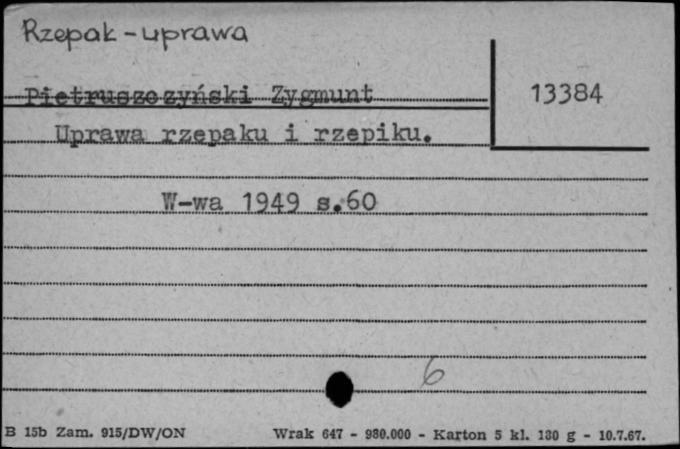 Rzepak - uprawa
Pietruszczyński Zygmunt
13384
Uprawa rzepaku i rzepiku.
W-wa 1949 s.60
6
B 15b Zam. 915/DW/ON
Wrak 647 - 980.000 - Karton 5 kl. 130 g - 10.7.67.